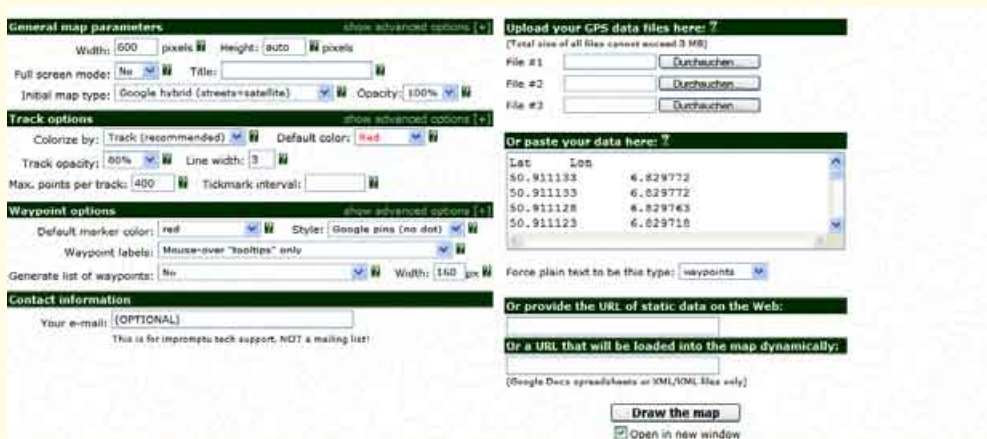 General map parameters show advanced options [+]
Width: 600 pixels ? Height: auto ? pixels
Full screen mode: No ? Title: ?
Initial map type: Google hybrid (streets+satellite) ? Opacity: 100% ?
Track options show advanced options [+]
Colorize by: Track (recommended) ? Default color: Red ?
Track opacity: 80% ? Line width: 3 ?
Max. points per track: 400 ? Tickmark interval: ?
Waypoint options show advanced options [+]
Default marker color: red ? Style: Google pins (no dot) ?
Waypoint labels: Mouse-over "tooltips" only ?
Generate list of waypoints: No ? Width: 160 px ?
Contact information
Your e-mail: (OPTIONAL)
This is for impromptu tech support, NOT a mailing list!
Upload your GPS data files here: ?
(Total size of all files cannot exceed 3 MB)
File #1 Durchsuchen...
File #2 Durchsuchen...
File #3 Durchsuchen...
Or paste your data here: ?
Lat Lon
50.911133 6.829772
50.911133 6.829772
50.911128 6.829763
50.911123 6.829718
Force plain text to be this type: waypoints
Or provide the URL of static data on the Web:
Or a URL that will be loaded into the map dynamically:
(Google Docs spreadsheets or XML/KML files only)
Draw the map
Open in new window